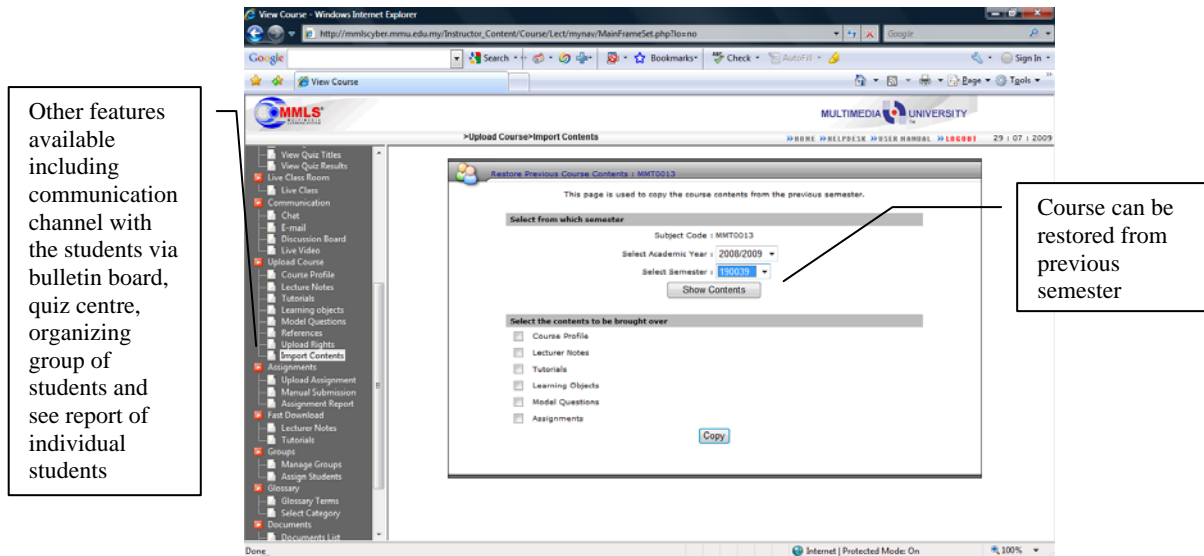 View Course - Windows Internet Explorer
http://mmlscyber.mmu.edu.my/Instructor_Content/Course/Lect/mynav/MainFrameSet.php?lo=no
Google
Google
Search
Bookmarks
Check
AutoFill
Sign In
View Course
Page
Tools
MMLS
MULTIMEDIA UNIVERSITY
>Upload Course>Import Contents
HOME HELPDESK USER MANUAL LOGOUT 29 : 07 : 2009
Other features
available
including
communication
channel with
the students via
bulletin board,
quiz centre,
organizing
group of
students and
see report of
individual
students
View Quiz Titles
View Quiz Results
Live Class Room
Live Class
Communication
Chat
E-mail
Discussion Board
Live Video
Upload Course
Course Profile
Lecture Notes
Tutorials
Learning objects
Model Questions
References
Upload Rights
Import Contents
Assignments
Upload Assignment
Manual Submission
Assignment Report
Fast Download
Lecturer Notes
Tutorials
Groups
Manage Groups
Assign Students
Glossary
Glossary Terms
Select Category
Documents
Documents List
Restore Previous Course Contents : MMT0013
This page is used to copy the course contents from the previous semester.
Select from which semester
Subject Code : MMT0013
Select Academic Year : 2008/2009
Select Semester : 190039
Show Contents
Select the contents to be brought over
Course Profile
Lecturer Notes
Tutorials
Learning Objects
Model Questions
Assignments
Copy
Course can be
restored from
previous
semester
Done
Internet | Protected Mode: On
100%